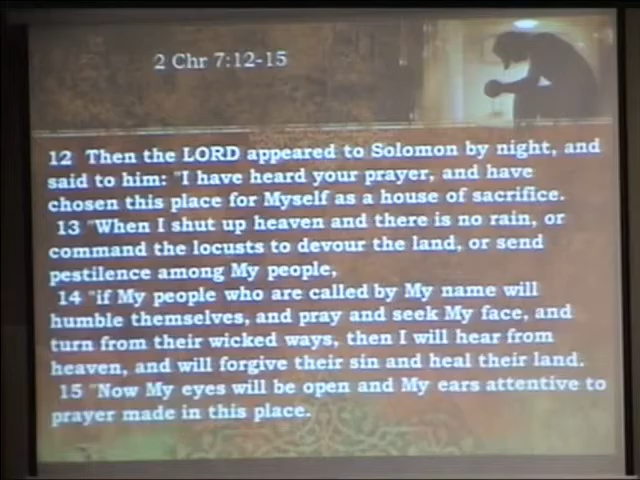 2 Chr 7:12-15
12 Then the LORD appeared to Solomon by night, and
said to him: "I have heard your prayer, and have
chosen this place for Myself as a house of sacrifice.
13 "When I shut up heaven and there is no rain, or
command the locusts to devour the land, or send
pestilence among My people,
14 "if My people who are called by My name will
humble themselves, and pray and seek My face, and
turn from their wicked ways, then I will hear from
heaven, and will forgive their sin and heal their land.
15 "Now My eyes will be open and My ears attentive to
prayer made in this place.